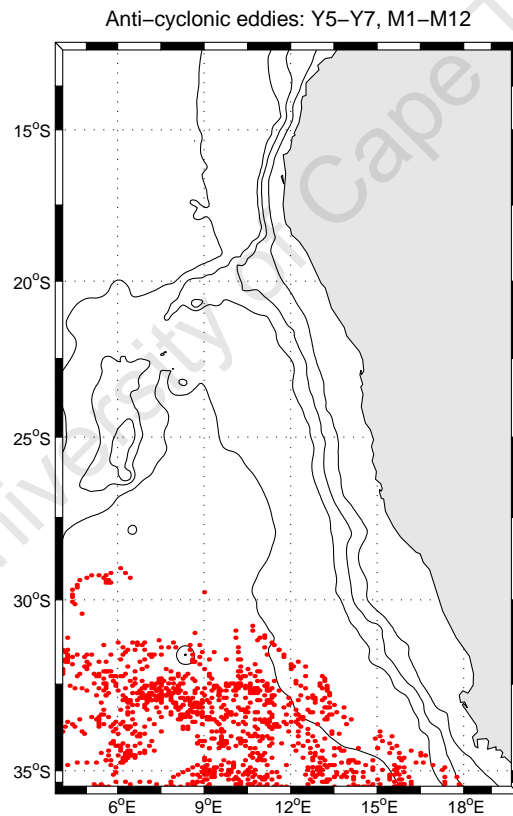 Anti−cyclonic eddies: Y5−Y7, M1−M12
15°S
20°S
25°S
30°S
35°S
6°E 9°E 12°E 15°E 18°E
University of Cape T